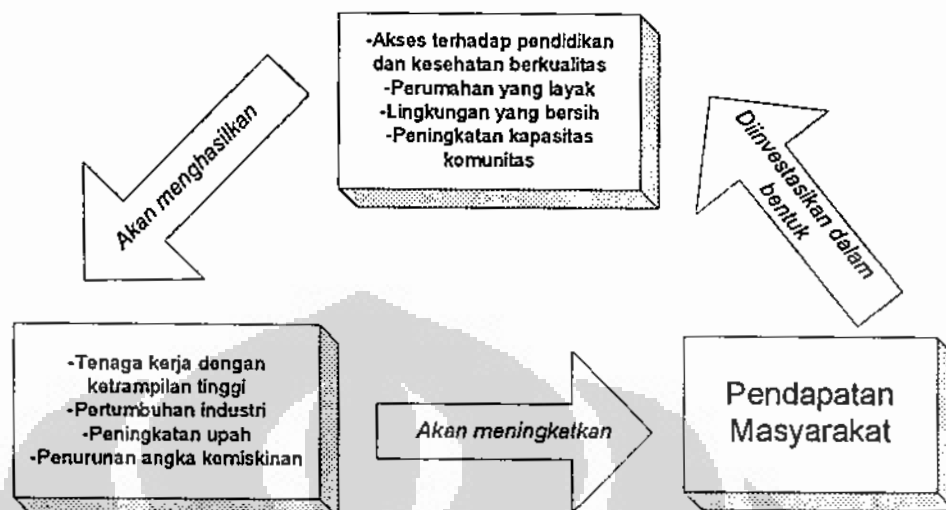 -Akses terhadap pendidikan
dan kesehatan berkualitas
-Perumahan yang layak
-Lingkungan yang bersih
-Peningkatan kapasitas
komunitas
Akan menghasilkan
Diinvestasikan dalam
bentuk
-Tenaga kerja dengan
ketrampilan tinggi
-Pertumbuhan industri
-Peningkatan upah
-Penurunan angka kemiskinan
Akan meningkatkan
Pendapatan
Masyarakat